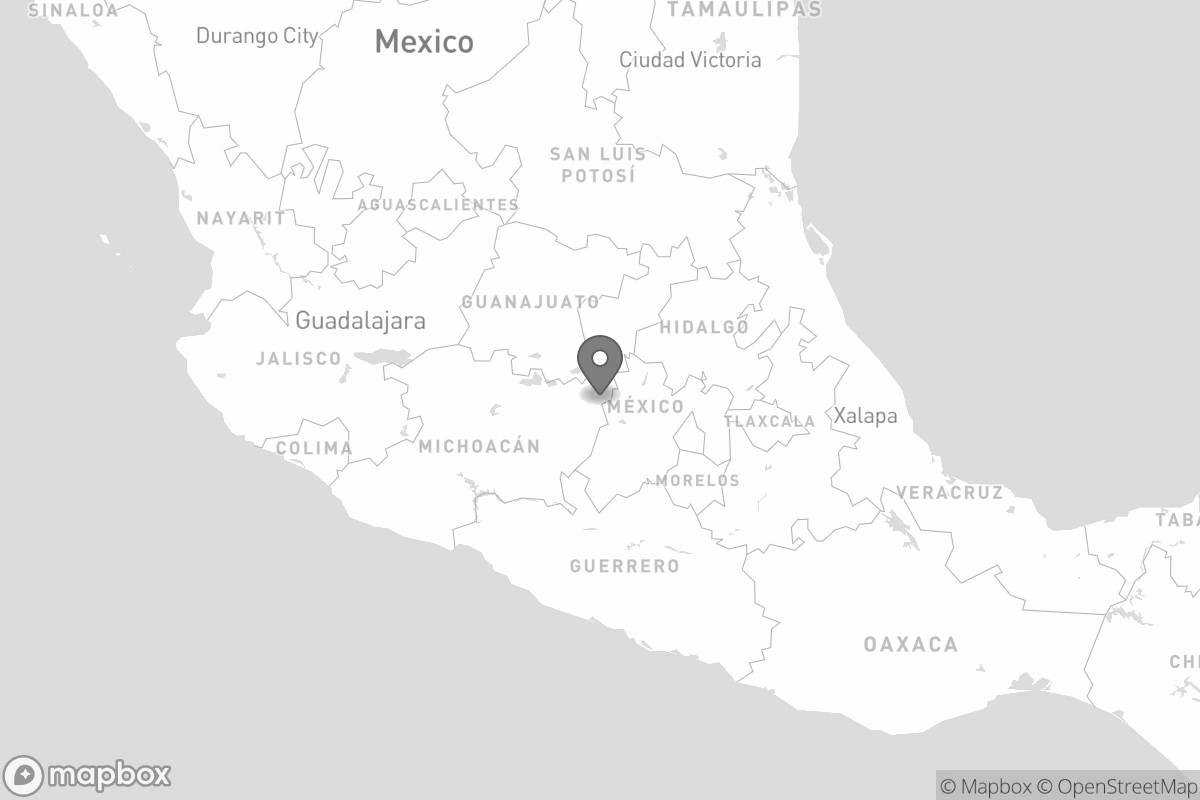 SINALOA
TAMAULIPAS
Durango City
Mexico
Ciudad Victoria
SAN LUIS
POTOSÍ
AGUASCALIENTES
NAYARIT
GUANAJUATO
Guadalajara
HIDALGO
JALISCO
MÉXICO
TLAXCALA
Xalapa
COLIMA
MICHOACÁN
MORELOS
VERACRUZ
TABA
GUERRERO
OAXACA
CHI
mapbox
© Mapbox © OpenStreetMap